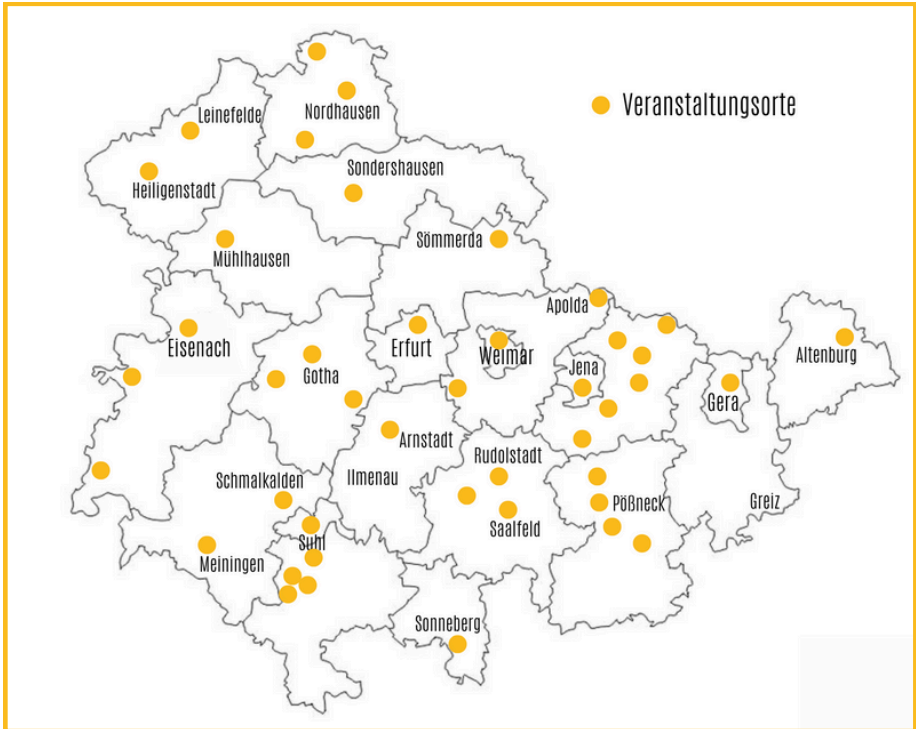 Veranstaltungsorte
Nordhausen
Leinefelde
Sondershausen
Heiligenstadt
Sömmerda
Mühlhausen
Apolda
Eisenach
Erfurt
Weimar
Altenburg
Jena
Gotha
Gera
Arnstadt
Rudolstadt
Ilmenau
Schmalkalden
Pößneck
Greiz
Saalfeld
Suhl
Meiningen
Sonneberg